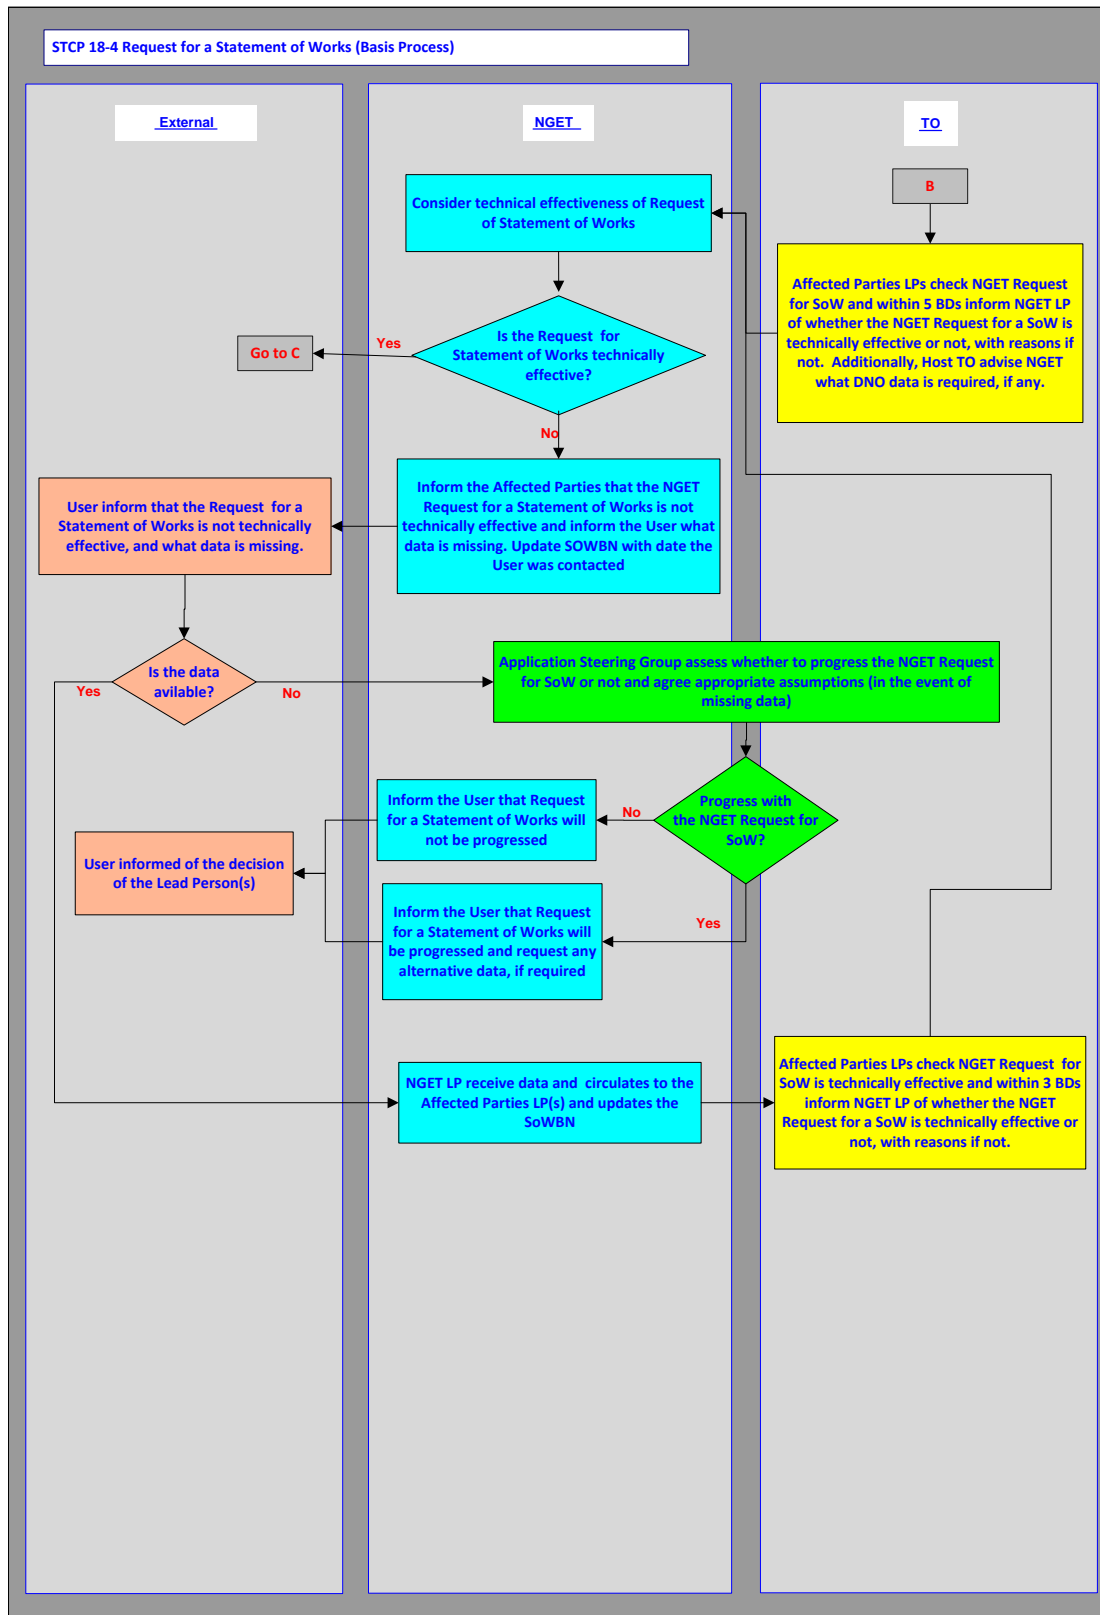 STCP 18-4 Request for a Statement of Works (Basis Process)
External
NGET
TO
B
Consider technical effectiveness of Request
of Statement of Works
Affected Parties LPs check NGET Request
for SoW and within 5 BDs inform NGET LP
of whether the NGET Request for a SoW is
technically effective or not, with reasons if
not.  Additionally, Host TO advise NGET
what DNO data is required, if any.
Is the Request  for
Statement of Works technically
effective?
Yes
Go to C
No
Inform the Affected Parties that the NGET
Request for a Statement of Works is not
technically effective and inform the User what
data is missing. Update SOWBN with date the
User was contacted
User inform that the Request  for a
Statement of Works is not technically
effective, and what data is missing.
Is the data
avilable?
Yes
No
Application Steering Group assess whether to progress the NGET Request
for SoW or not and agree appropriate assumptions (in the event of
missing data)
Progress with
the NGET Request for
SoW?
No
Inform the User that Request
for a Statement of Works will
not be progressed
User informed of the decision
of the Lead Person(s)
Yes
Inform the User that Request
for a Statement of Works will
be progressed and request any
alternative data, if required
NGET LP receive data and  circulates to the
Affected Parties LP(s) and updates the
SoWBN
Affected Parties LPs check NGET Request  for
SoW is technically effective and within 3 BDs
inform NGET LP of whether the NGET
Request for a SoW is technically effective or
not, with reasons if not.